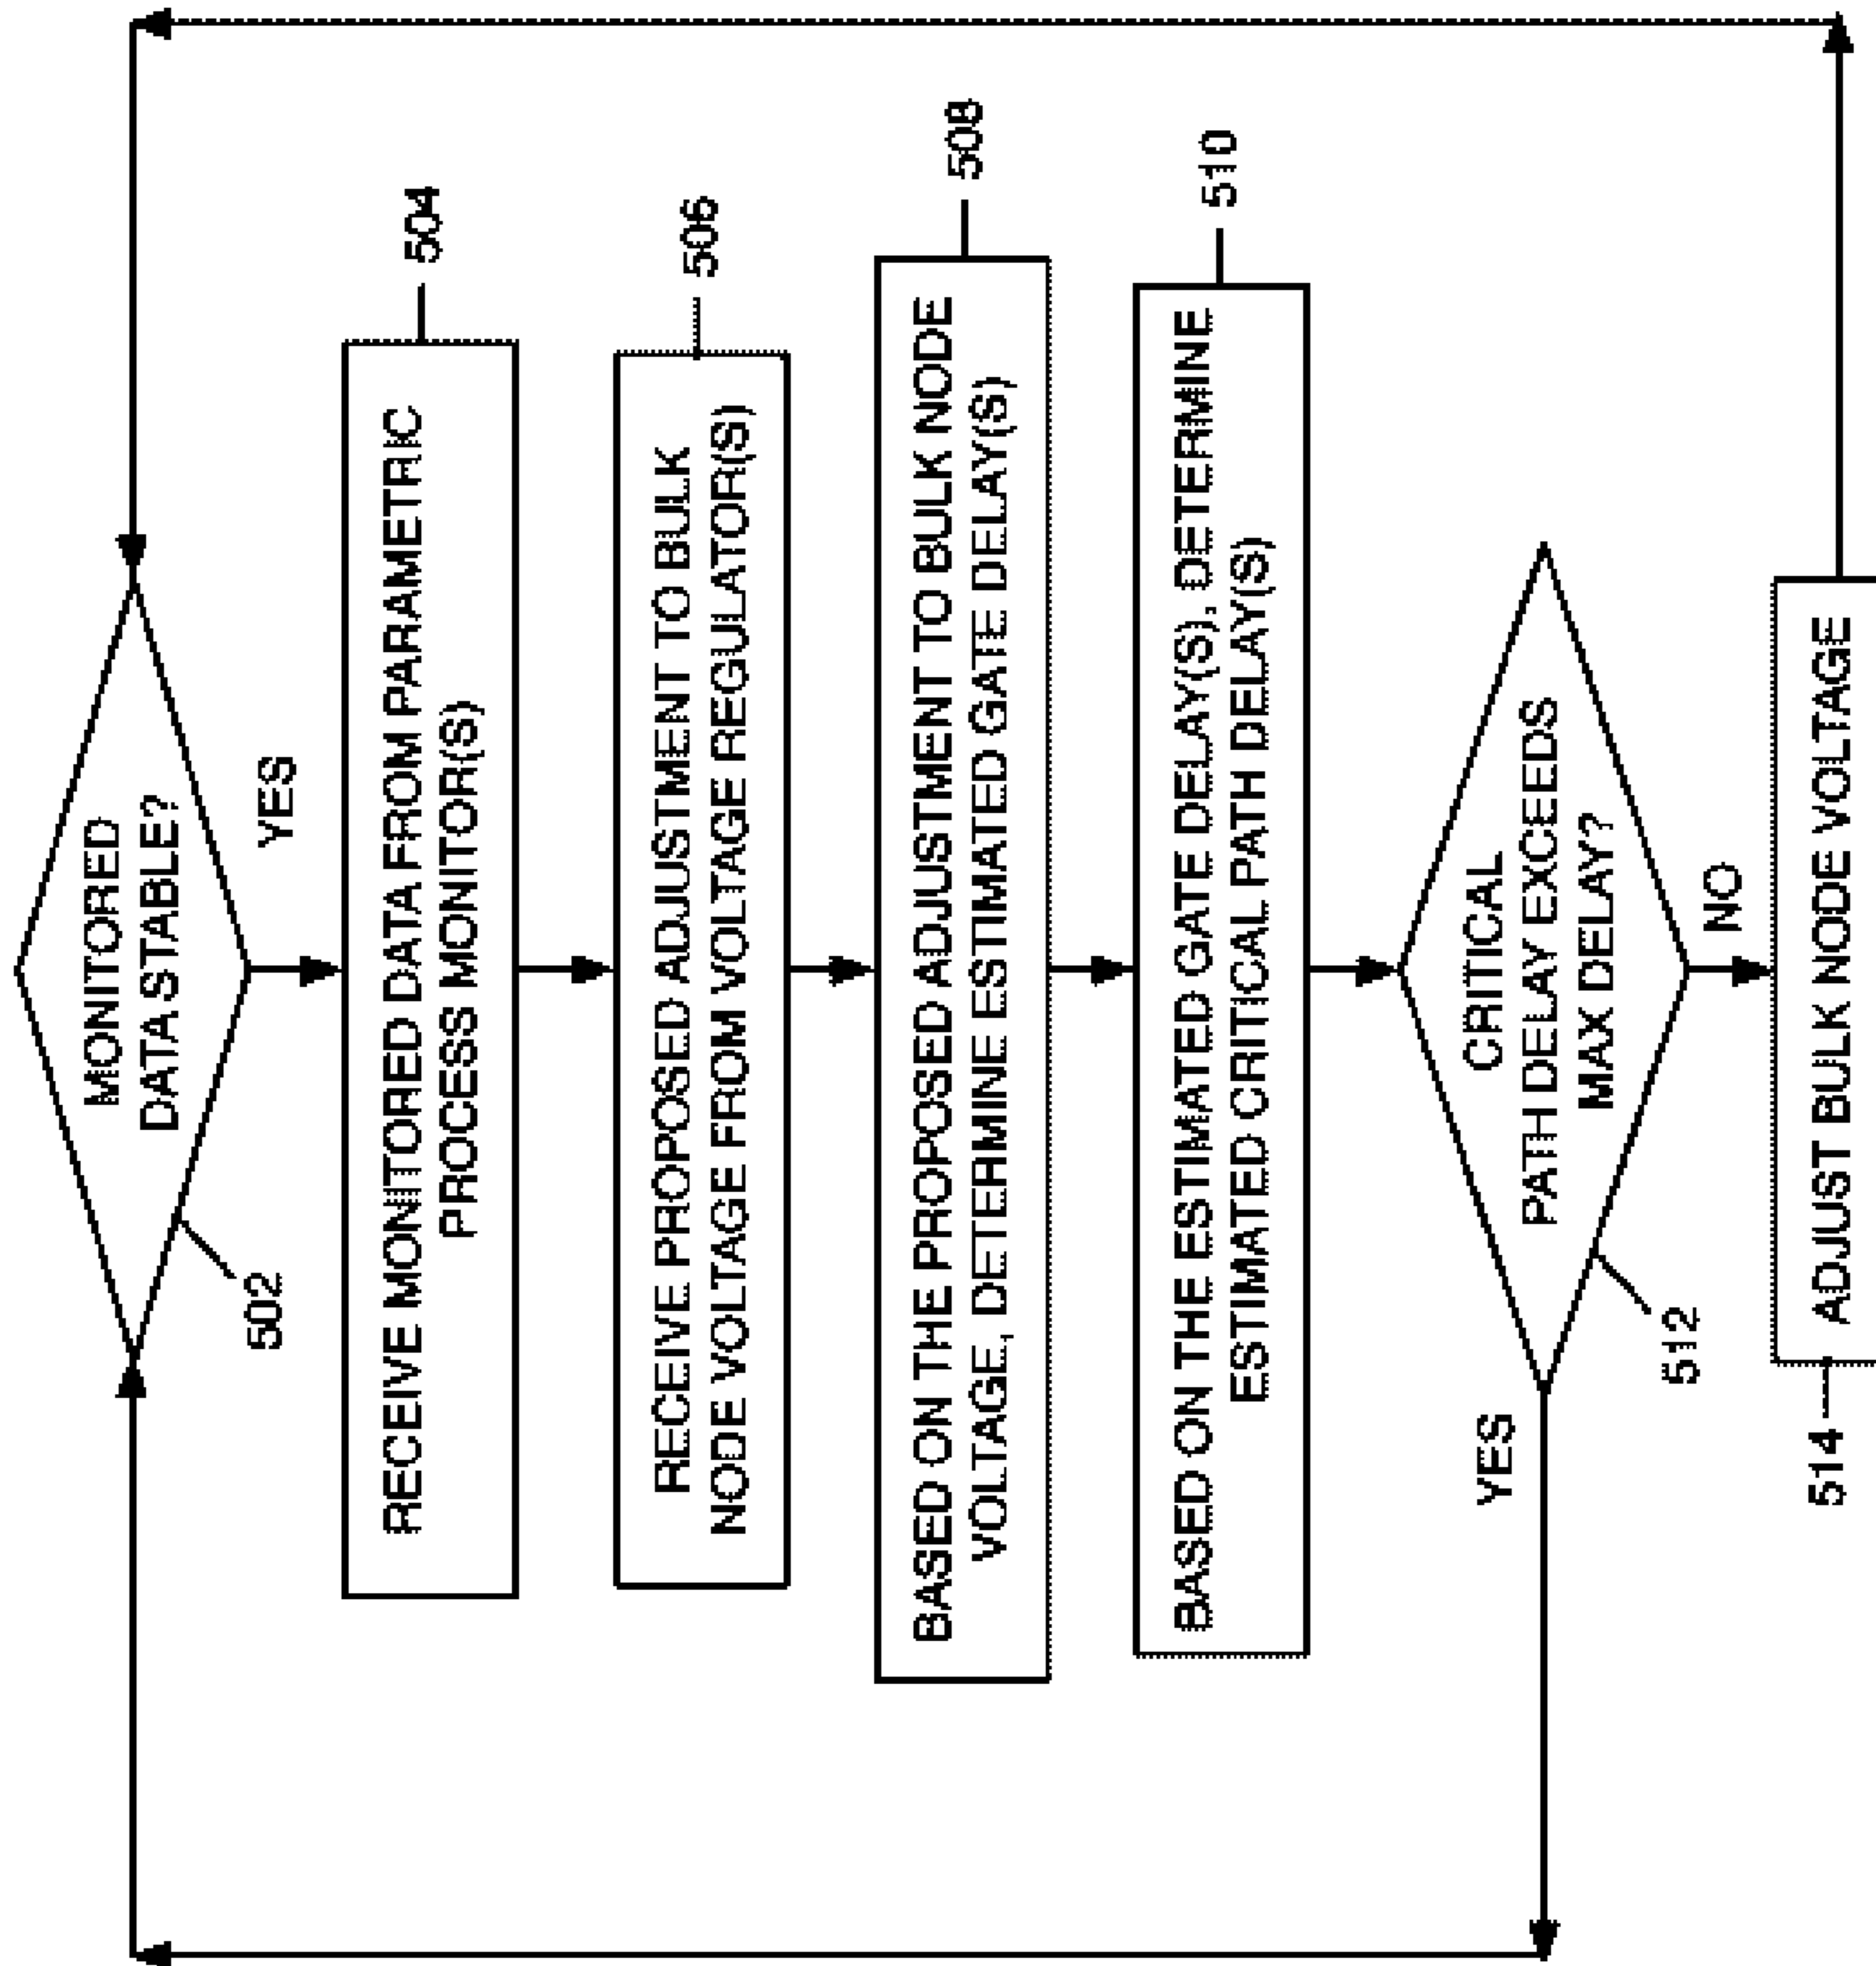 MONITORED
DATA STABLE?
502
YES
RECEIVE MONITORED DATA FROM PARAMETRIC
PROCESS MONITOR(S)
504
RECEIVE PROPOSED ADJUSTMENT TO BULK
NODE VOLTAGE FROM VOLTAGE REGULATOR(S)
506
BASED ON THE PROPOSED ADJUSTMENT TO BULK NODE
VOLTAGE, DETERMINE ESTIMATED GATE DELAY(S)
508
BASED ON THE ESTIMATED GATE DELAY(S), DETERMINE
ESTIMATED CRITICAL PATH DELAY(S)
510
YES
CRITICAL
PATH DELAY EXCEEDS
MAX DELAY?
512
NO
514
ADJUST BULK NODE VOLTAGE